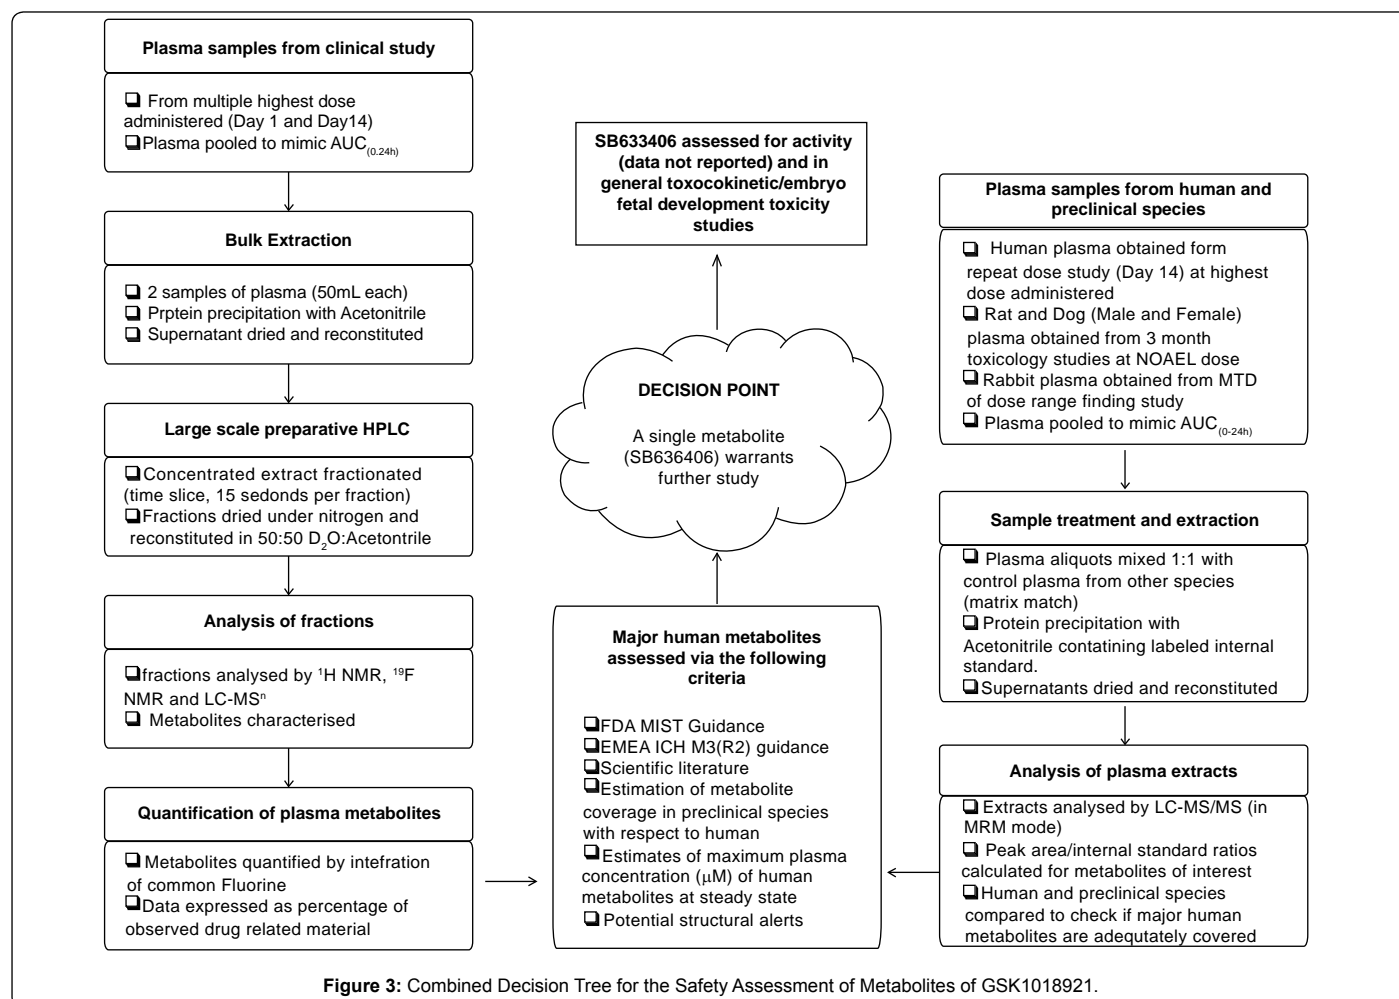 Plasma samples from clinical study
❑ From multiple highest dose
administered (Day 1 and Day14)
❑Plasma pooled to mimic AUC(0.24h)
Bulk Extraction
❑ 2 samples of plasma (50mL each)
❑ Prptein precipitation with Acetonitrile
❑ Supernatant dried and reconstituted
Large scale preparative HPLC
❑Concentrated extract fractionated
(time slice, 15 sedonds per fraction)
❑Fractions dried under nitrogen and
reconstituted in 50:50 D2O:Acetontrile
Analysis of fractions
❑fractions analysed by ¹H NMR, ¹⁹F
NMR and LC-MSⁿ
❑ Metabolites characterised
Quantification of plasma metabolites
❑ Metabolites quantified by intefration
of common Fluorine
❑Data expressed as percentage of
observed drug related material
SB633406 assessed for activity
(data not reported) and in
general toxocokinetic/embryo
fetal development toxicity
studies
DECISION POINT
A single metabolite
(SB636406) warrants
further study
Major human metabolites
assessed via the following
criteria
❑FDA MIST Guidance
❑EMEA ICH M3(R2) guidance
❑Scientific literature
❑Estimation of metabolite
coverage in preclinical species
with respect to human
❑Estimates of maximum plasma
concentration (µM) of human
metabolites at steady state
❑ Potential structural alerts
Plasma samples forom human and
preclinical species
❑ Human plasma obtained form
repeat dose study (Day 14) at highest
dose administered
❑ Rat and Dog (Male and Female)
plasma obtained from 3 month
toxicology studies at NOAEL dose
❑Rabbit plasma obtained from MTD
of dose range finding study
❑ Plasma pooled to mimic AUC(0-24h)
Sample treatment and extraction
❑ Plasma aliquots mixed 1:1 with
control plasma from other species
(matrix match)
❑ Protein precipitation with
Acetonitrile contatining labeled internal
standard.
❑ Supernatants dried and reconstituted
Analysis of plasma extracts
❑ Extracts analysed by LC-MS/MS (in
MRM mode)
❑ Peak area/internal standard ratios
calculated for metabolites of interest
❑Human and preclinical species
compared to check if major human
metabolites are adequtately covered
Figure 3: Combined Decision Tree for the Safety Assessment of Metabolites of GSK1018921.